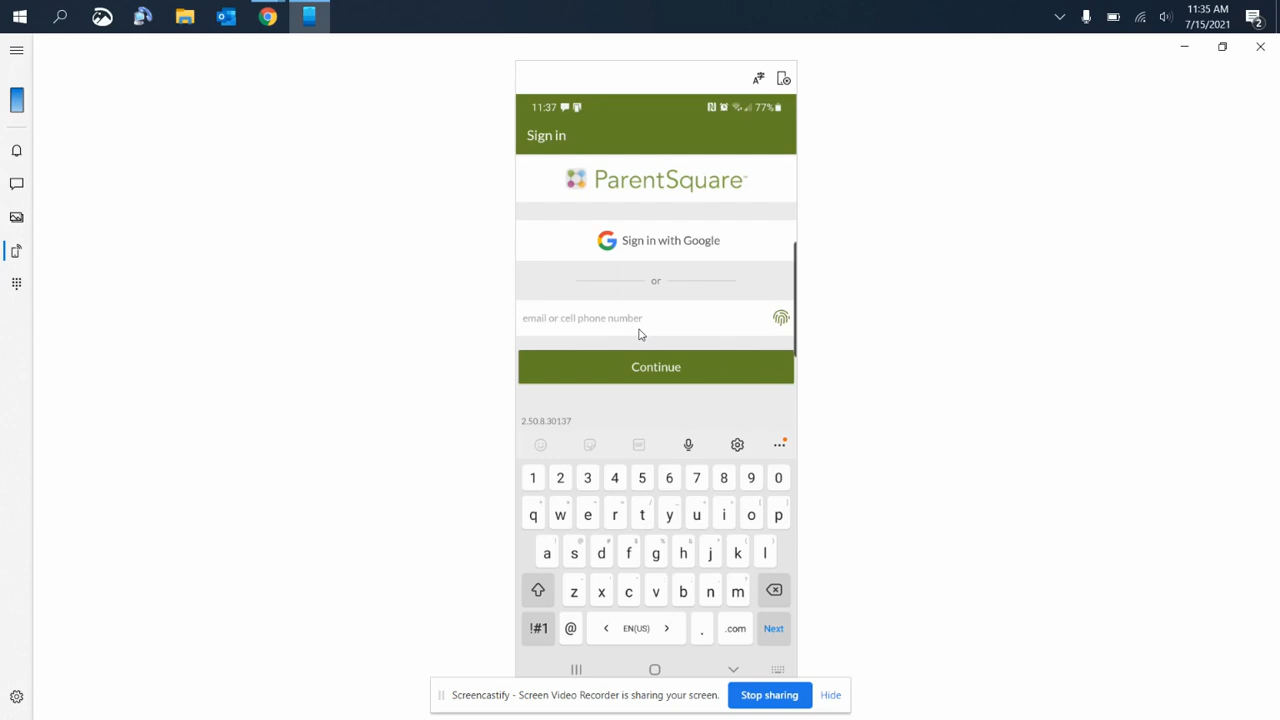 11:35 AM
7/15/2021
2
11:37
77%
Sign in
ParentSquare™
Sign in with Google
or
email or cell phone number
Continue
2.50.8.30137
1 2 3 4 5 6 7 8 9 0
q w e r t y u i o p
a s d f g h j k l
z x c v b n m
!#1 @ < EN(US) > . .com Next
Screencastify - Screen Video Recorder is sharing your screen. Stop sharing Hide